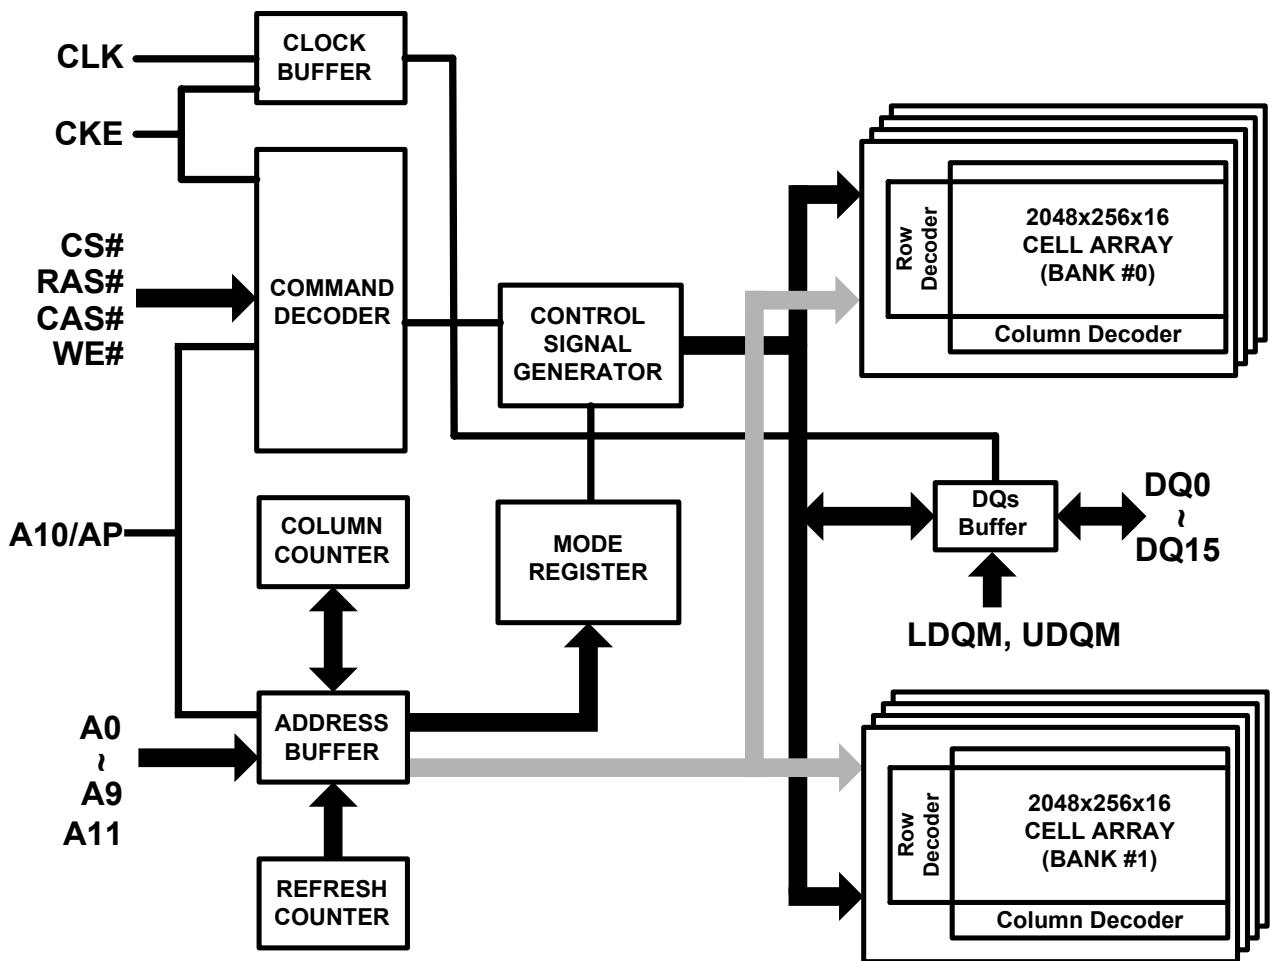 CLK
CKE
CLOCK
BUFFER
CS#
RAS#
CAS#
WE#
COMMAND
DECODER
CONTROL
SIGNAL
GENERATOR
Row
Decoder
2048x256x16
CELL ARRAY
(BANK #0)
Column Decoder
A10/AP
COLUMN
COUNTER
MODE
REGISTER
DQs
Buffer
DQ0
~
DQ15
LDQM, UDQM
A0
~
A9
A11
ADDRESS
BUFFER
REFRESH
COUNTER
Row
Decoder
2048x256x16
CELL ARRAY
(BANK #1)
Column Decoder